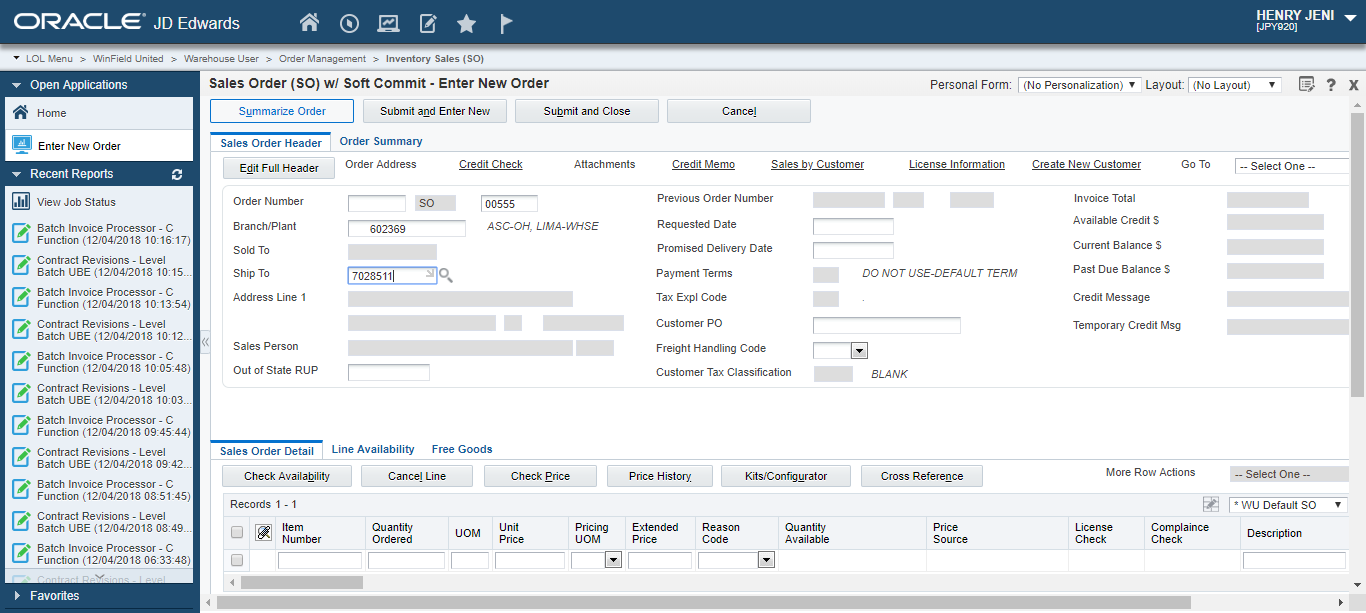 ORACLE JD Edwards
HENRY JENI
[JPY920]
LOL Menu > WinField United > Warehouse User > Order Management > Inventory Sales (SO)
Open Applications
Home
Enter New Order
Recent Reports
View Job Status
Batch Invoice Processor - C
Function (12/04/2018 10:16:17)
Contract Revisions - Level
Batch UBE (12/04/2018 10:15...
Batch Invoice Processor - C
Function (12/04/2018 10:13:54)
Contract Revisions - Level
Batch UBE (12/04/2018 10:12...
Batch Invoice Processor - C
Function (12/04/2018 10:05:48)
Contract Revisions - Level
Batch UBE (12/04/2018 10:03...
Batch Invoice Processor - C
Function (12/04/2018 09:45:44)
Contract Revisions - Level
Batch UBE (12/04/2018 09:42...
Batch Invoice Processor - C
Function (12/04/2018 08:51:45)
Contract Revisions - Level
Batch UBE (12/04/2018 08:49...
Batch Invoice Processor - C
Function (12/04/2018 06:33:48)
Contract Revisions - Level
Favorites
Sales Order (SO) w/ Soft Commit - Enter New Order
Personal Form: (No Personalization) Layout: (No Layout)
Summarize Order Submit and Enter New Submit and Close Cancel
Sales Order Header Order Summary
Edit Full Header Order Address Credit Check Attachments Credit Memo Sales by Customer License Information Create New Customer Go To -- Select One --
Order Number SO 00555
Branch/Plant 602369 ASC-OH, LIMA-WHSE
Sold To
Ship To 7028511
Address Line 1
Sales Person
Out of State RUP
Previous Order Number
Requested Date
Promised Delivery Date
Payment Terms DO NOT USE-DEFAULT TERM
Tax Expl Code .
Customer PO
Freight Handling Code
Customer Tax Classification BLANK
Invoice Total
Available Credit $
Current Balance $
Past Due Balance $
Credit Message
Temporary Credit Msg
Sales Order Detail Line Availability Free Goods
Check Availability Cancel Line Check Price Price History Kits/Configurator Cross Reference More Row Actions -- Select One --
Records 1 - 1
* WU Default SO
Item Number
Quantity Ordered
UOM
Unit Price
Pricing UOM
Extended Price
Reason Code
Quantity Available
Price Source
License Check
Complaince Check
Description